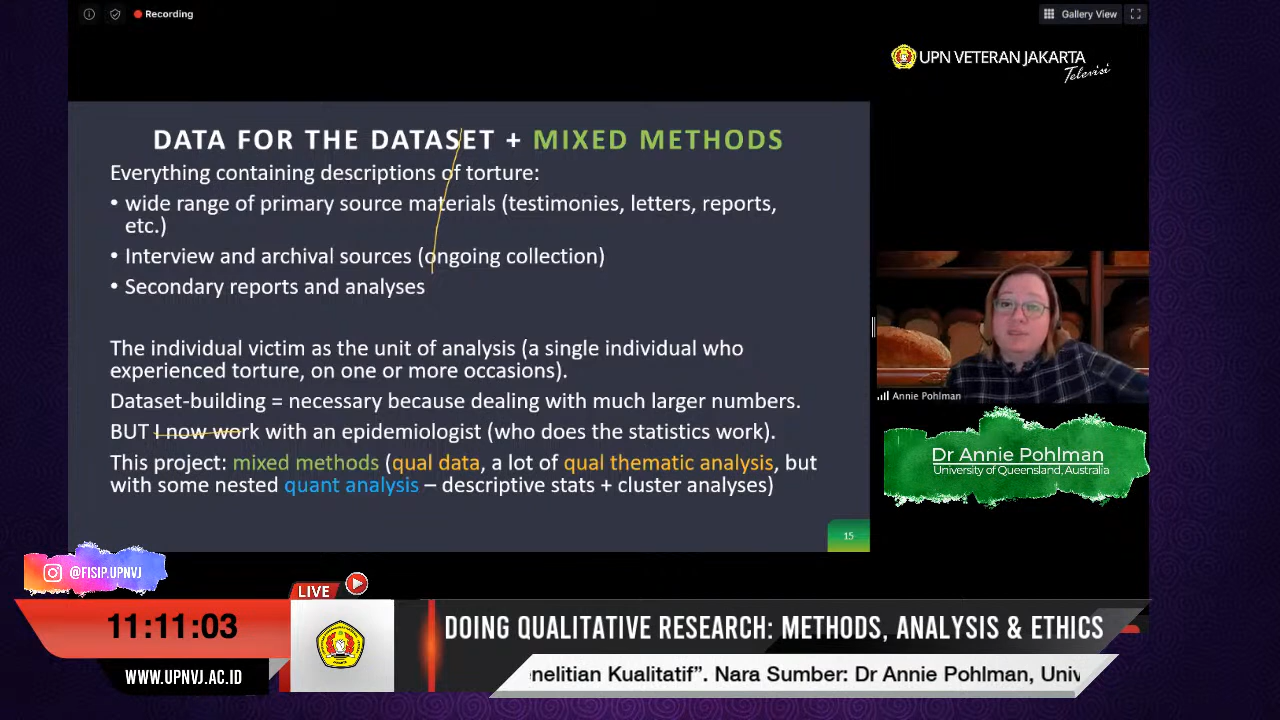 Recording
Gallery View
UPN VETERAN JAKARTA
Televisi
DATA FOR THE DATASET + MIXED METHODS
Everything containing descriptions of torture:
• wide range of primary source materials (testimonies, letters, reports,
etc.)
• Interview and archival sources (ongoing collection)
• Secondary reports and analyses
The individual victim as the unit of analysis (a single individual who
experienced torture, on one or more occasions).
Dataset-building = necessary because dealing with much larger numbers.
BUT I now work with an epidemiologist (who does the statistics work).
This project: mixed methods (qual data, a lot of qual thematic analysis, but
with some nested quant analysis – descriptive stats + cluster analyses)
15
Annie Pohlman
Dr Annie Pohlman
University of Queensland, Australia
@FISIP.UPNVJ
LIVE
11:11:03
DOING QUALITATIVE RESEARCH: METHODS, ANALYSIS & ETHICS
WWW.UPNVJ.AC.ID
enelitian Kualitatif”. Nara Sumber: Dr Annie Pohlman, Univ